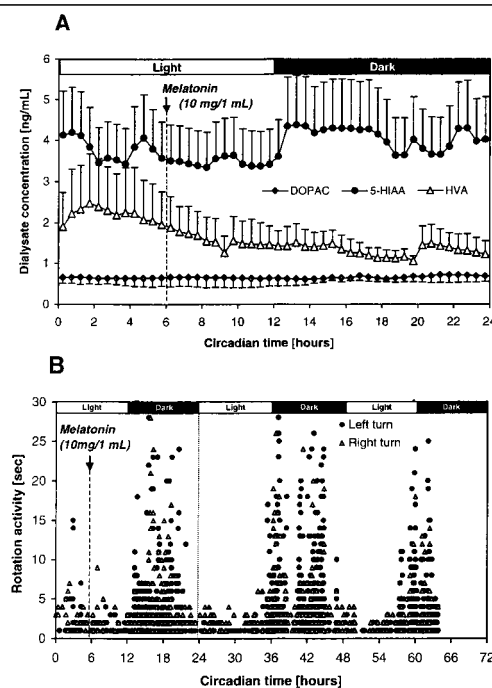 A
Light Dark
Melatonin
(10 mg/1 mL)
Dialysate concentration [ng/mL]
6
5
4
3
2
1
0
DOPAC 5-HIAA HVA
0 2 4 6 8 10 12 14 16 18 20 22 24
Circadian time [hours]
B
Light Dark Light Dark
Melatonin
(10mg/1 mL)
Left turn
Right turn
Rotation activity [sec]
30
25
20
15
10
5
0
0 6 12 18 24 30 36 42 48 54 60 66 72
Circadian time [hours]